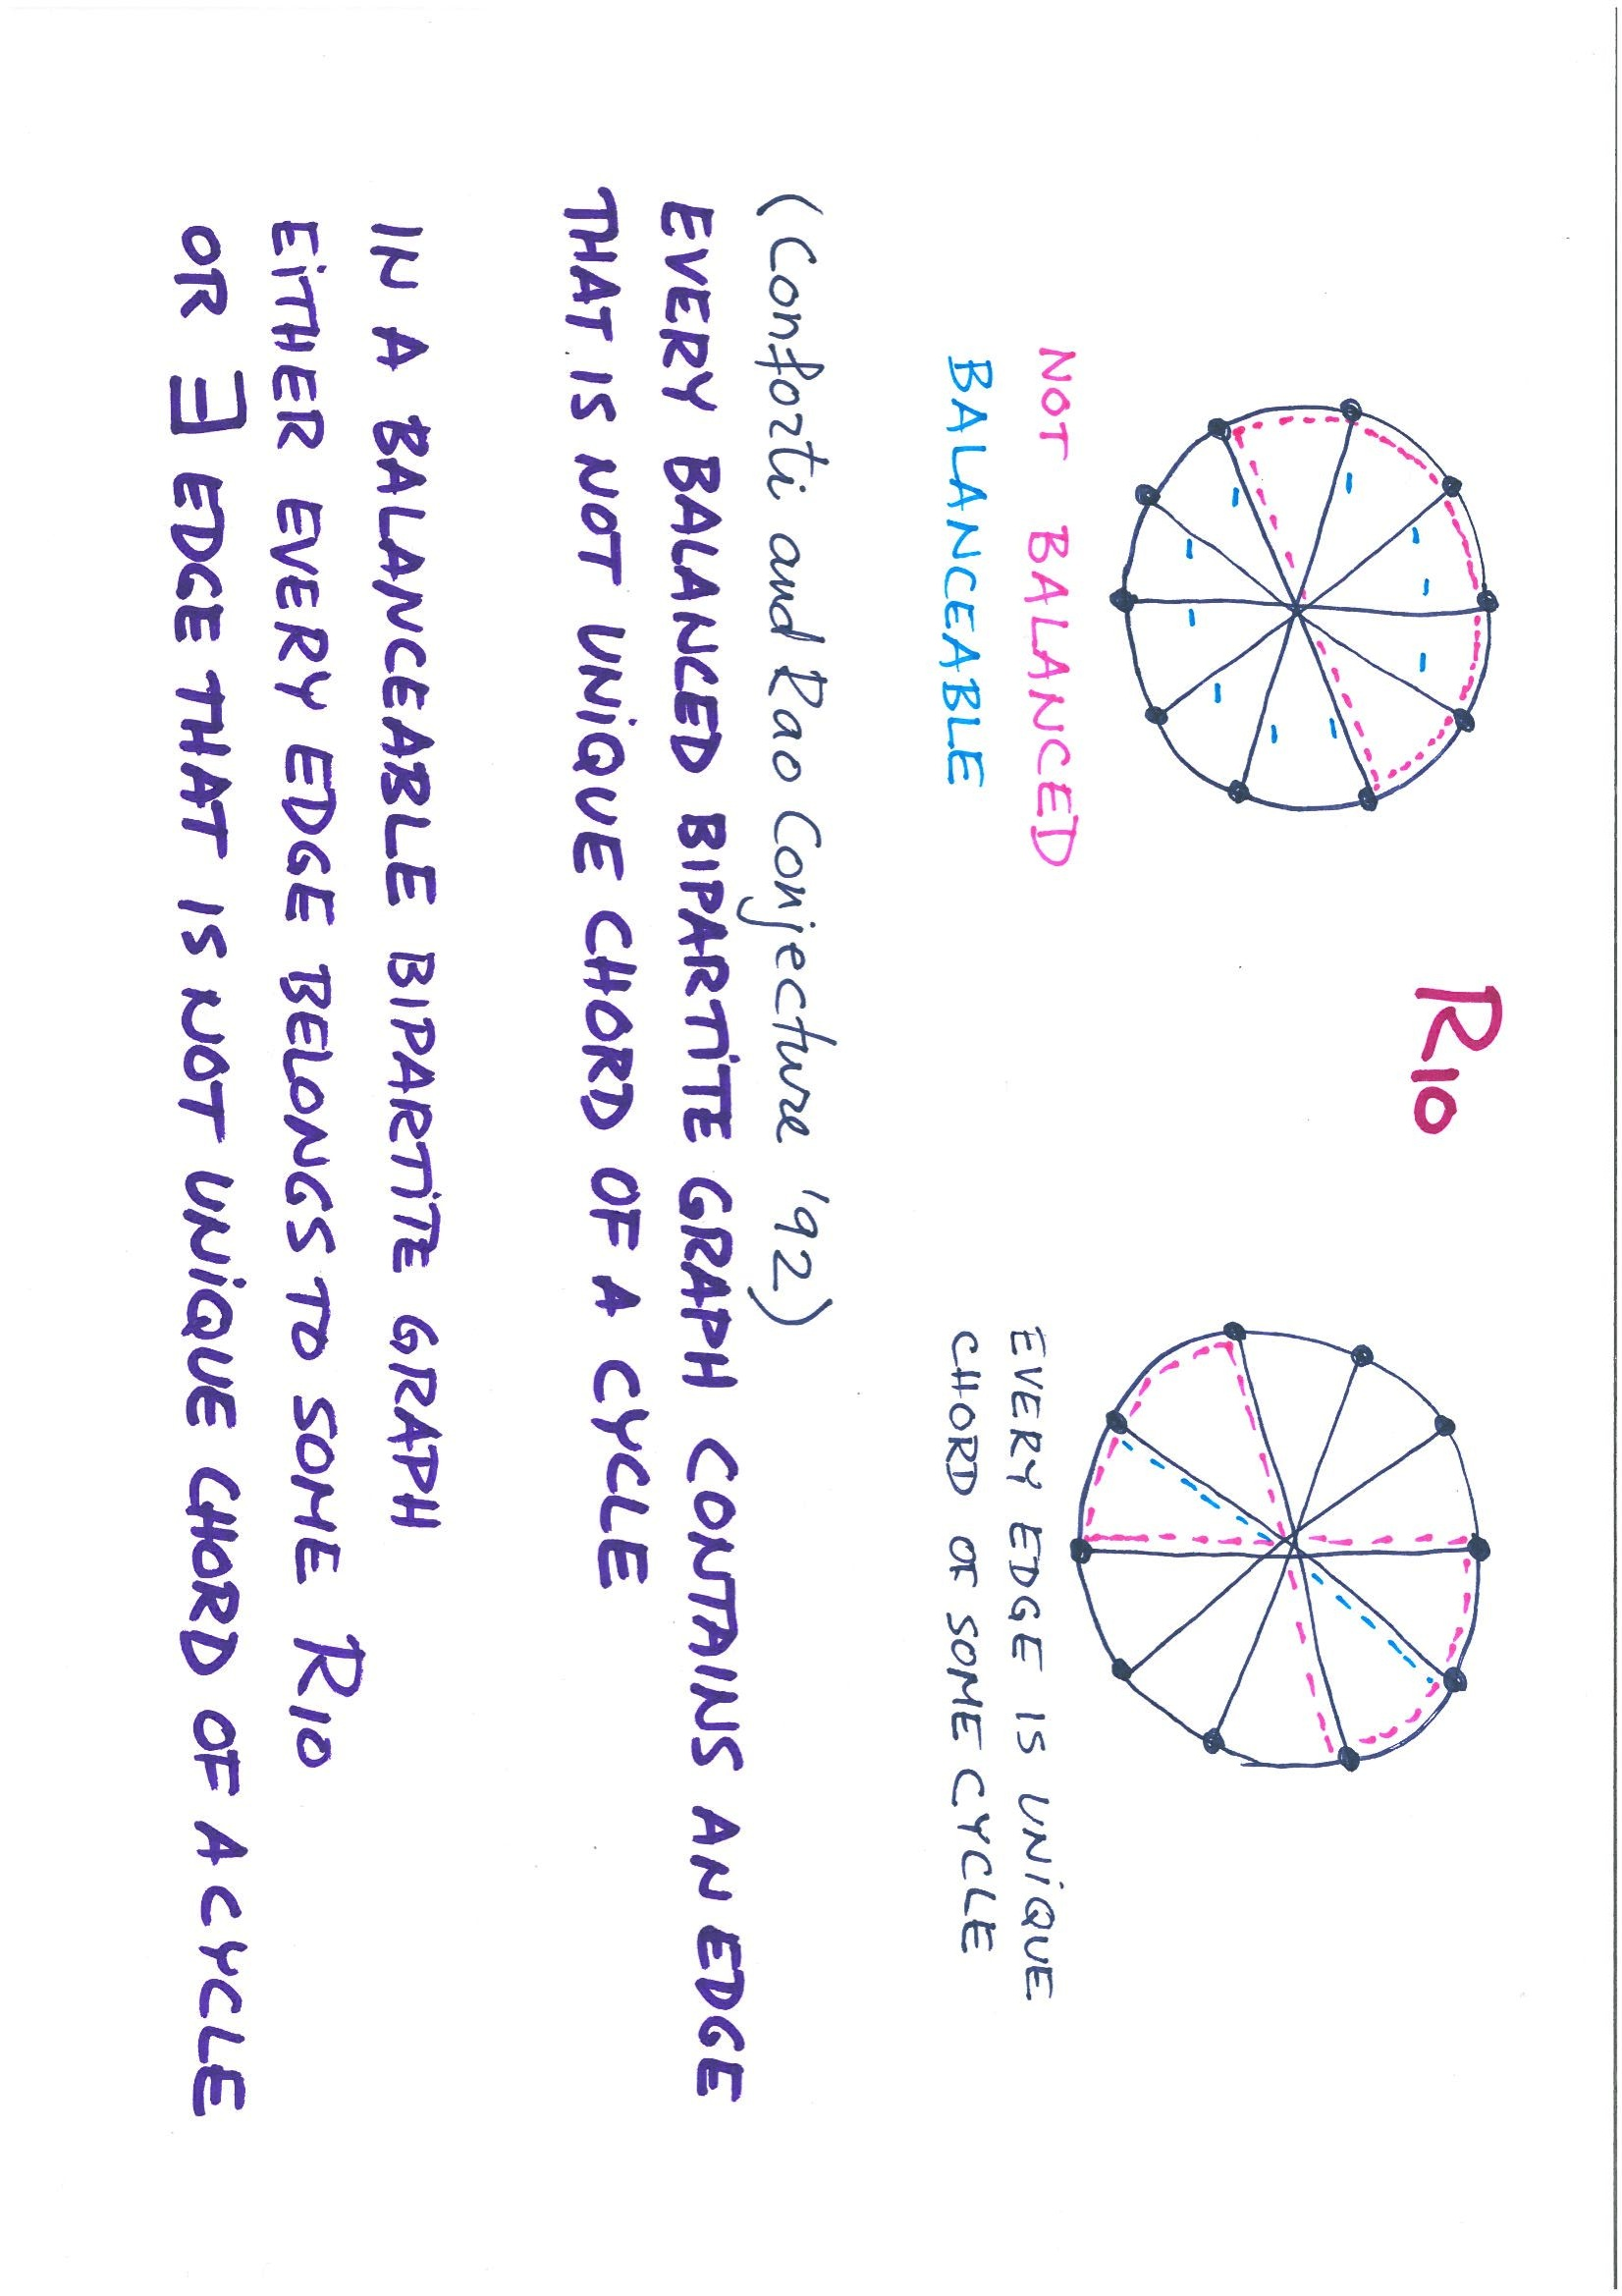 R10
NOT BALANCED
BALANCEABLE
EVERY EDGE IS UNIQUE
CHORD OF SOME CYCLE
(Conforti and Rao Conjecture '92)
EVERY BALANCED BIPARTITE GRAPH CONTAINS AN EDGE
THAT IS NOT UNIQUE CHORD OF A CYCLE
IN A BALANCEABLE BIPARTITE GRAPH
EITHER EVERY EDGE BELONGS TO SOME R10
OR ∃ EDGE THAT IS NOT UNIQUE CHORD OF A CYCLE